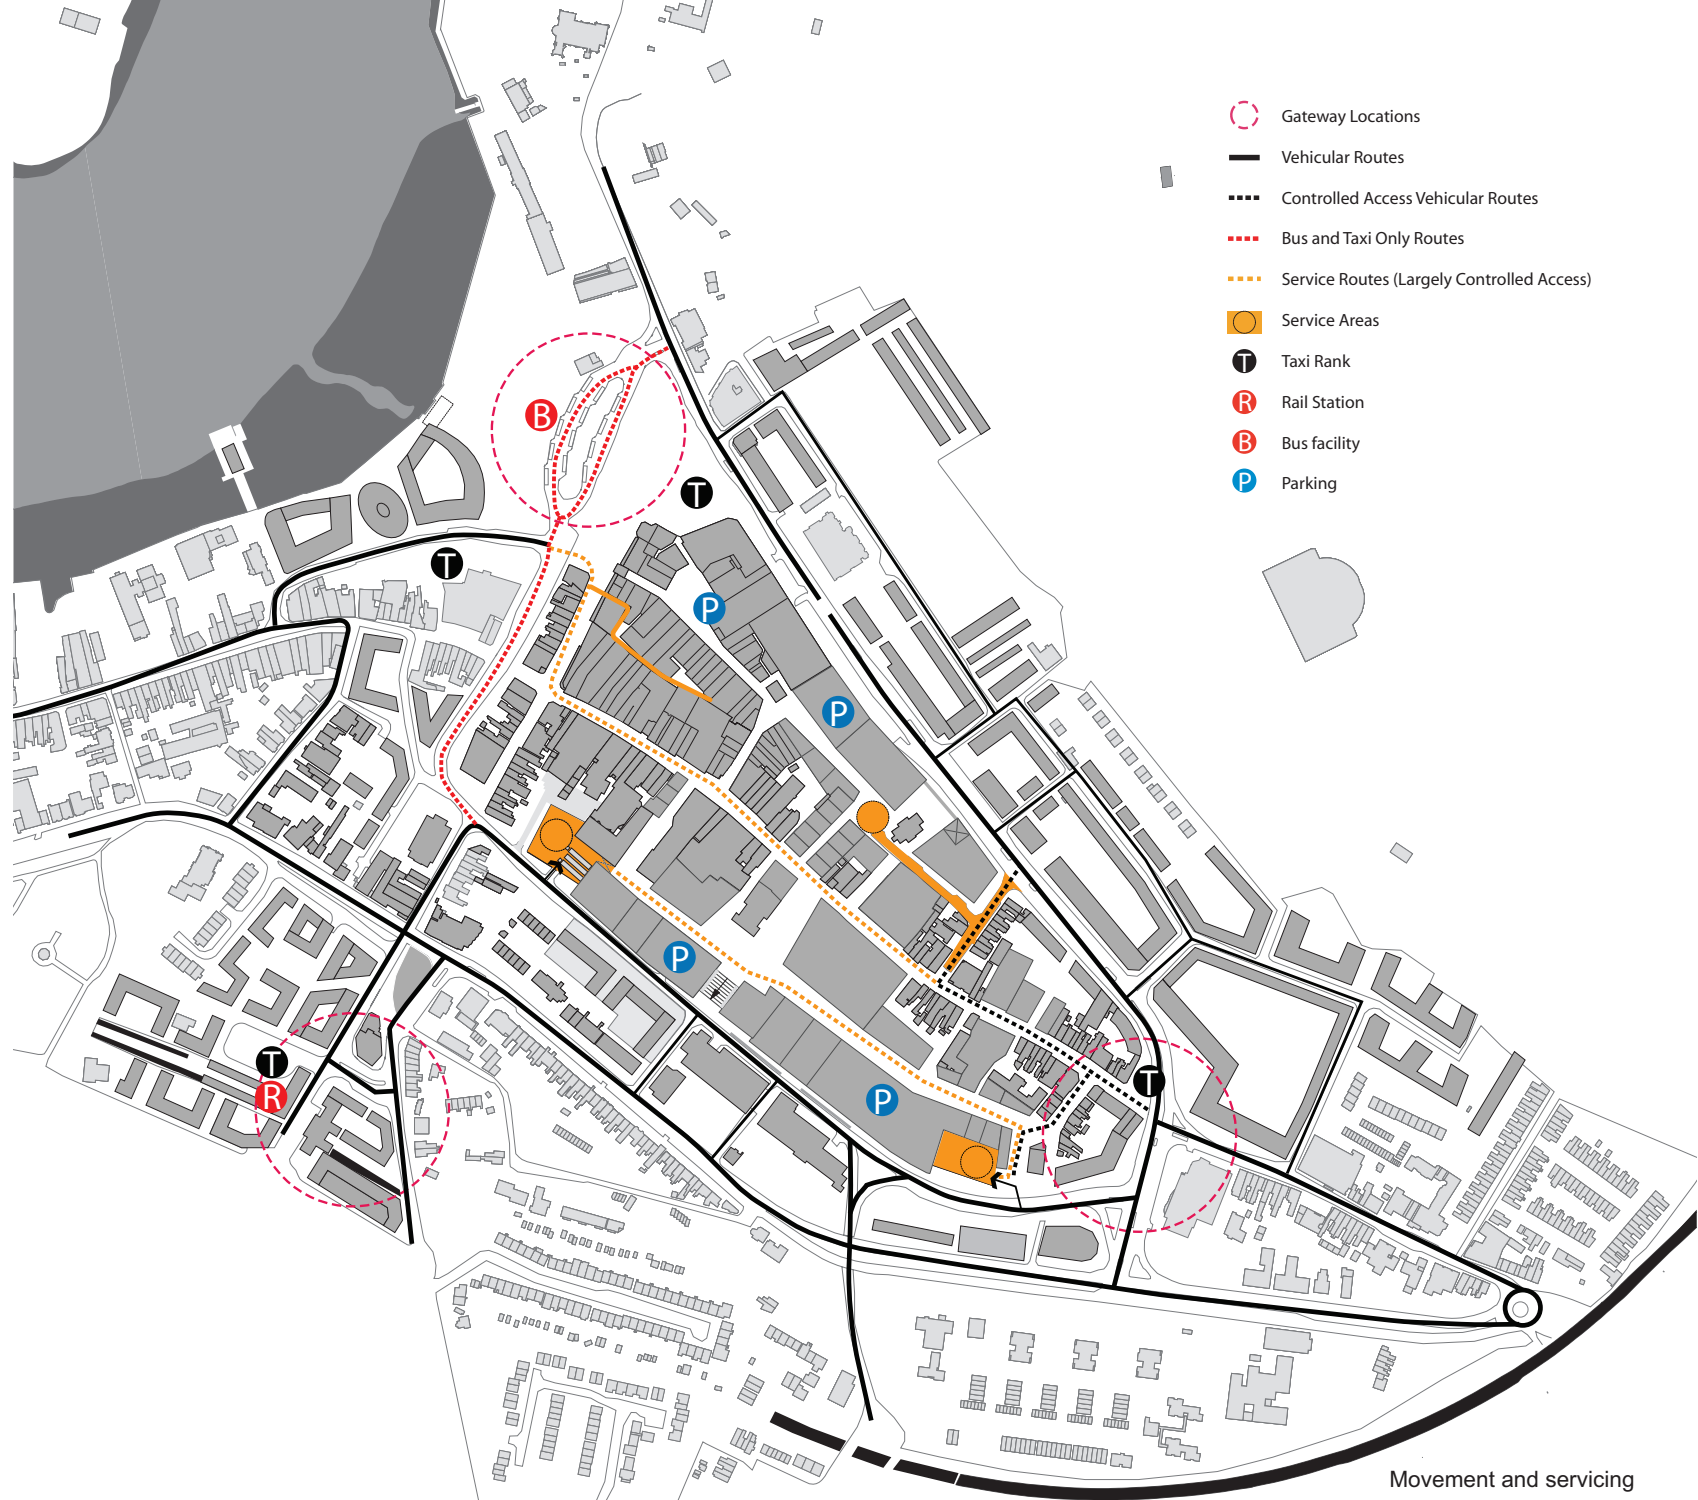 Gateway Locations
Vehicular Routes
Controlled Access Vehicular Routes
Bus and Taxi Only Routes
Service Routes (Largely Controlled Access)
Service Areas
T Taxi Rank
R Rail Station
B Bus facility
P Parking
B
T
T
P
P
P
T
R
T
P
Movement and servicing